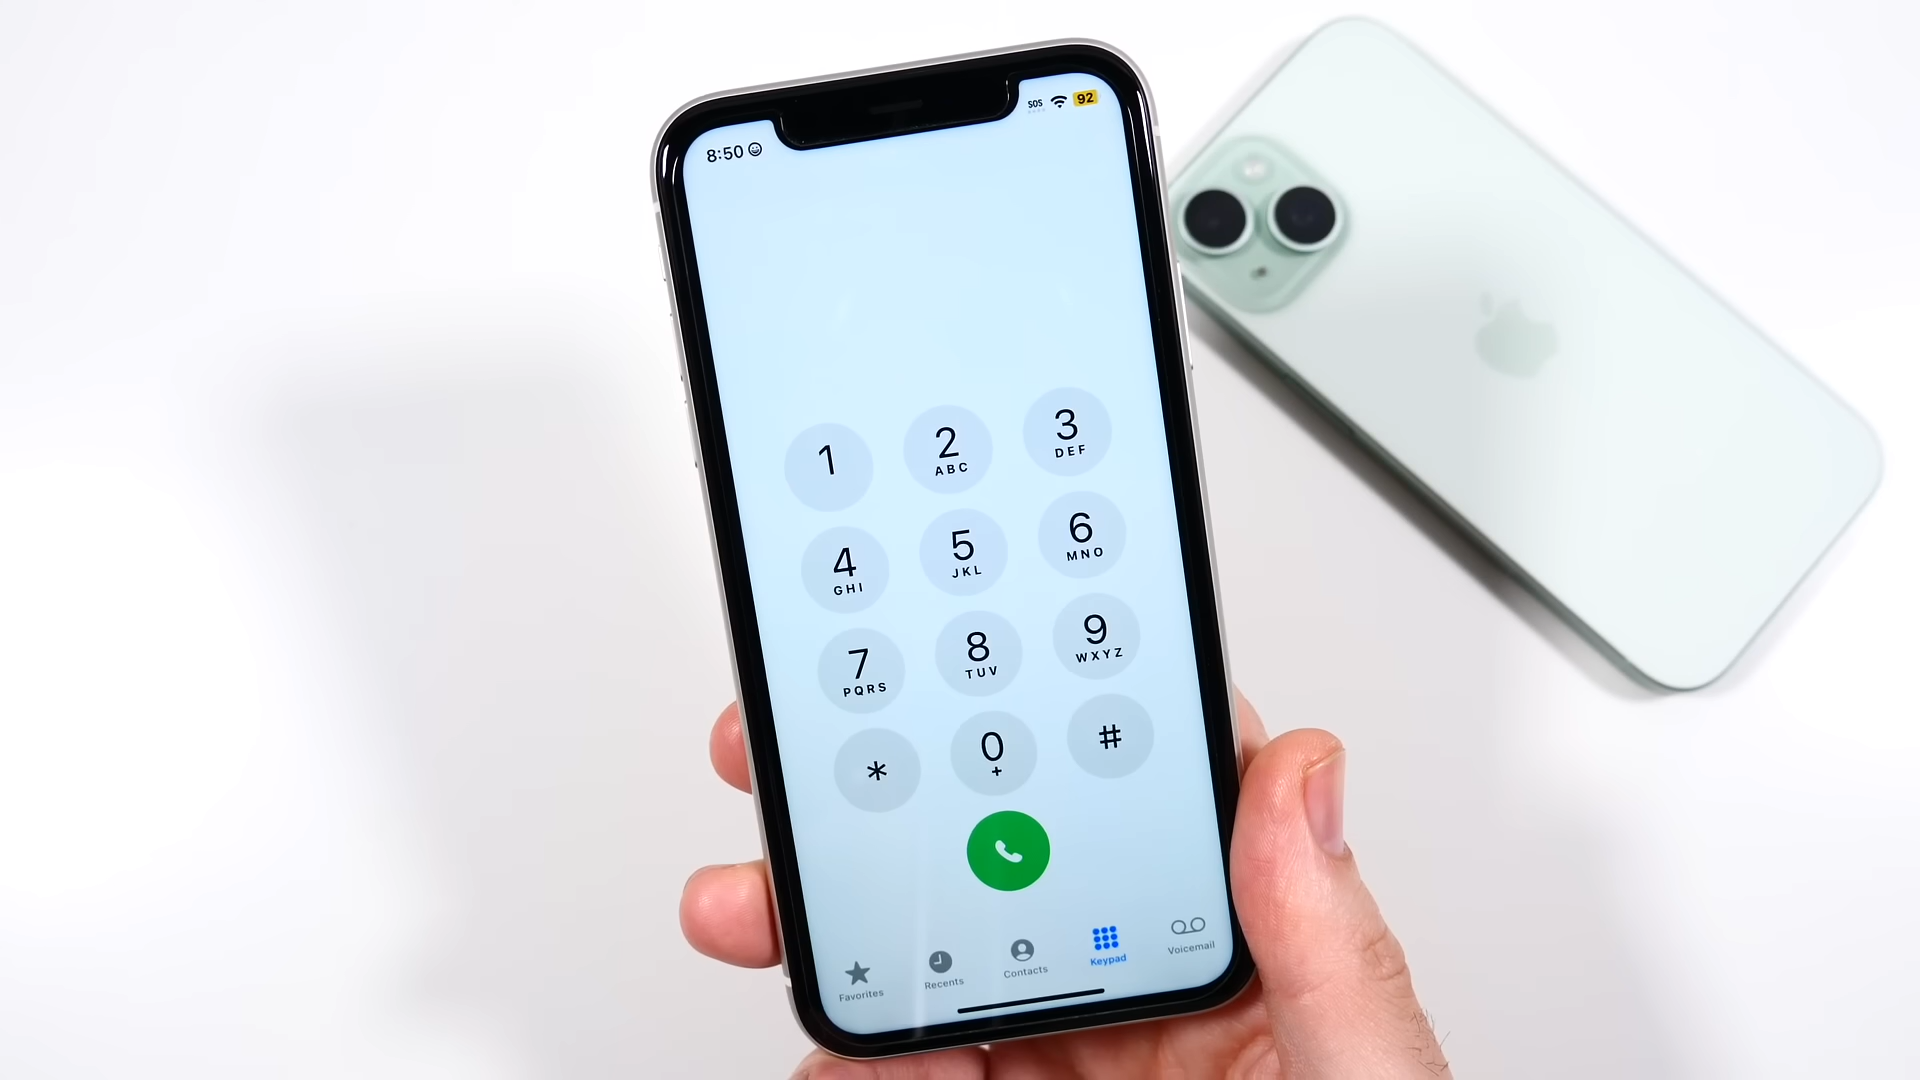 8:50
SOS 92
1
2
ABC
3
DEF
4
GHI
5
JKL
6
MNO
7
PQRS
8
TUV
9
WXYZ
*
0
+
#
Favorites
Recents
Contacts
Keypad
Voicemail